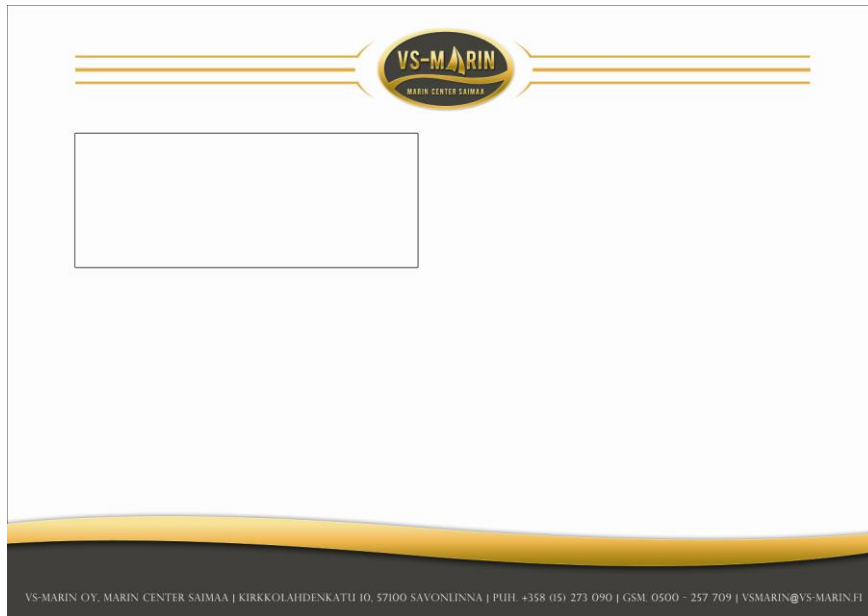 VS-MARIN
MARIN CENTER SAIMAA
VS-MARIN OY, MARIN CENTER SAIMAA | KIRKKOLAHDENKATU 10, 57100 SAVONLINNA | PUH. +358 (15) 273 090 | GSM. 0500 - 257 709 | VSMARIN@VS-MARIN.FI